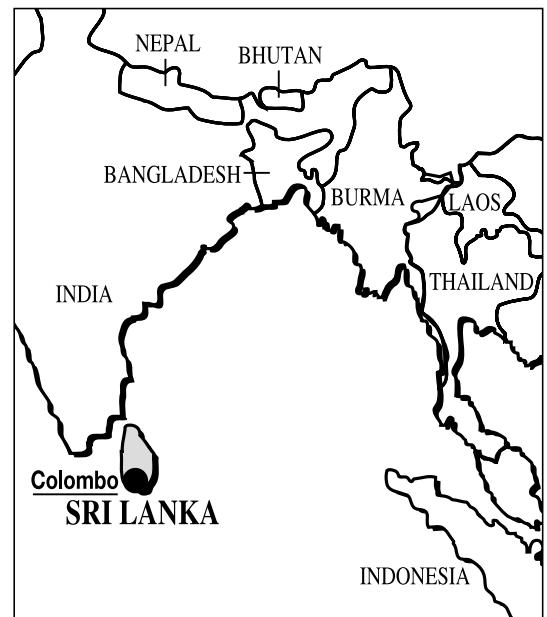 NEPAL
BHUTAN
BANGLADESH
BURMA
LAOS
THAILAND
INDIA
Colombo
SRI LANKA
INDONESIA